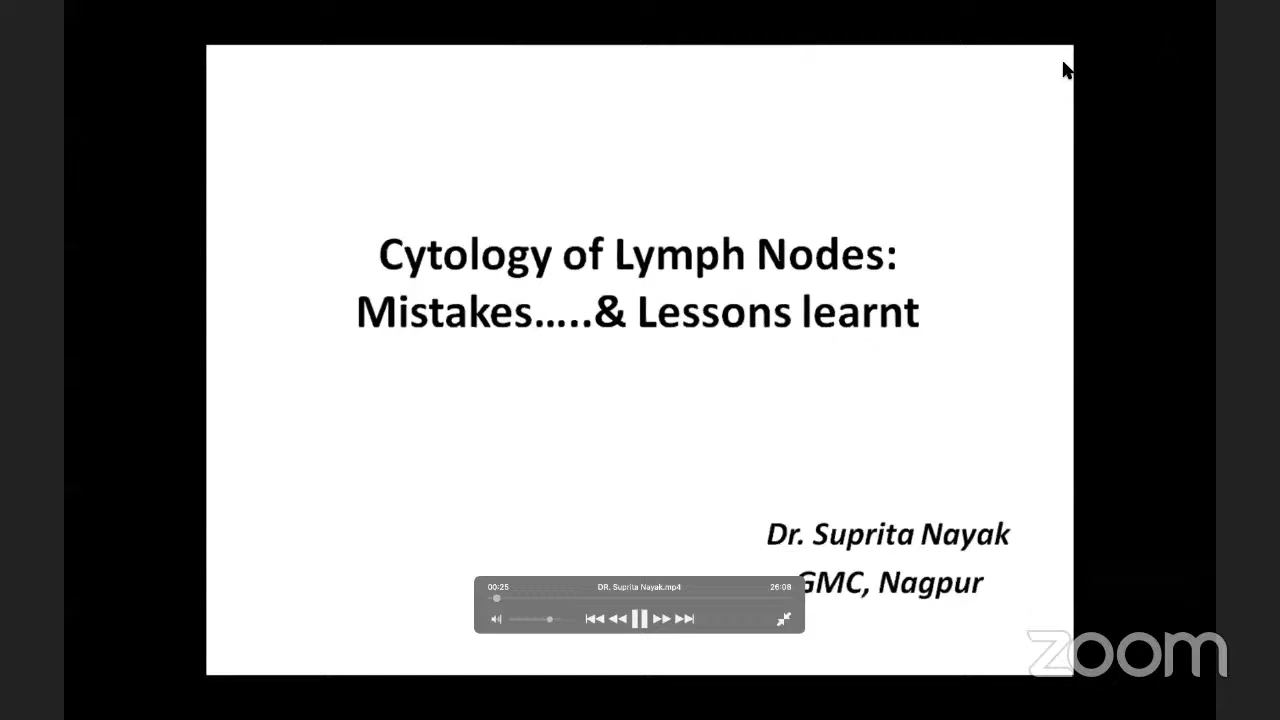 Cytology of Lymph Nodes:
Mistakes.....& Lessons learnt
Dr. Suprita Nayak
GMC, Nagpur
00:25 DR. Suprita Nayak.mp4 26:08
zoom